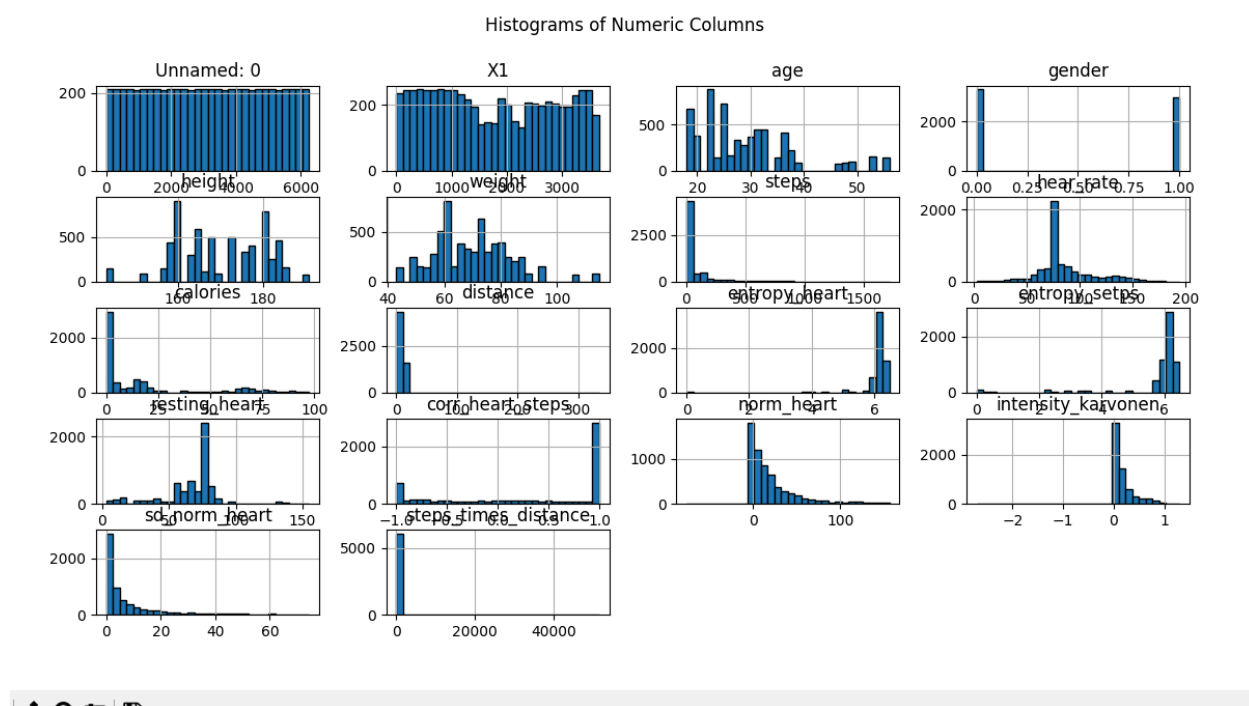 Histograms of Numeric Columns
Unnamed: 0 X1 age gender
200 200 500 2000
0 0 0 0
0 2000 4000 6000 0 1000 2000 3000 20 30 40 50 0.00 0.25 0.50 0.75 1.00
height weight steps hear_rate
500 500 2500 2000
0 0 0 0
160 180 40 60 80 100 0 500 1000 1500 0 50 100 150 200
calories distance entropy_heart entropy_setps
2000 2500 2000 2000
0 0 0 0
0 25 50 75 100 0 100 200 300 0 2 4 6 0 2 4 6
resting_heart corr_heart_steps norm_heart intensity_karvonen
2000 2000 1000 2000
0 0 0 0
0 50 100 150 −1.0 −0.5 0.0 0.5 1.0 0 100 −2 −1 0 1
sd_norm_heart steps_times_distance
2000 5000
0 0
0 20 40 60 0 20000 40000